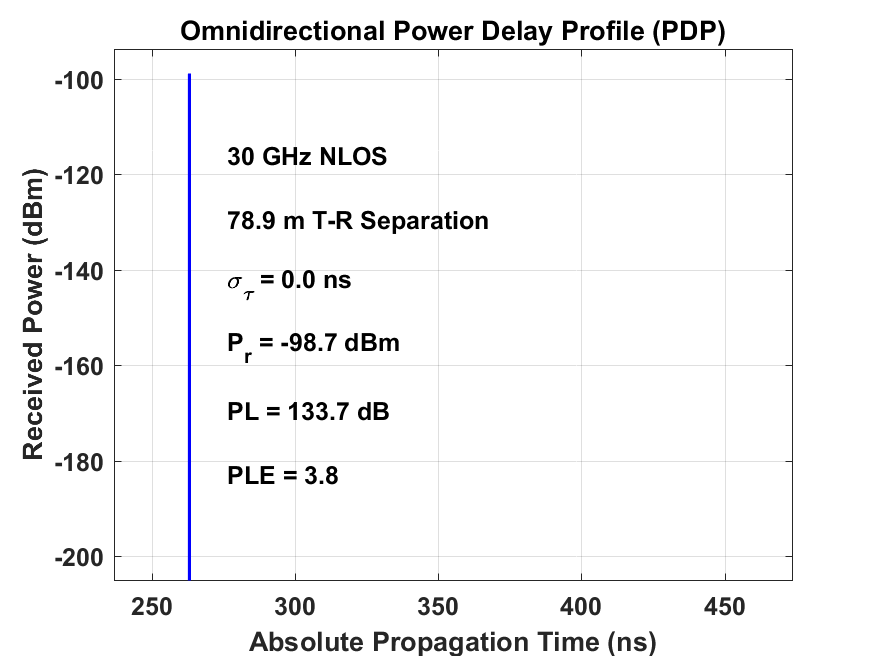 Omnidirectional Power Delay Profile (PDP)
Received Power (dBm)
-100
-120
-140
-160
-180
-200
30 GHz NLOS
78.9 m T-R Separation
σ_τ = 0.0 ns
P_r = -98.7 dBm
PL = 133.7 dB
PLE = 3.8
250 300 350 400 450
Absolute Propagation Time (ns)